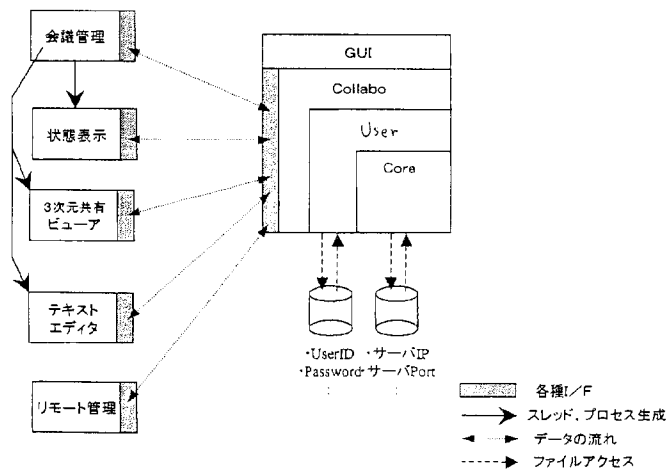 会議管理
状態表示
3次元共有
ビューア
テキスト
エディタ
リモート管理
GUI
Collabo
User
Core
・UserID
・Password
・サーバIP
・サーバPort
各種I/F
スレッド、プロセス生成
データの流れ
ファイルアクセス